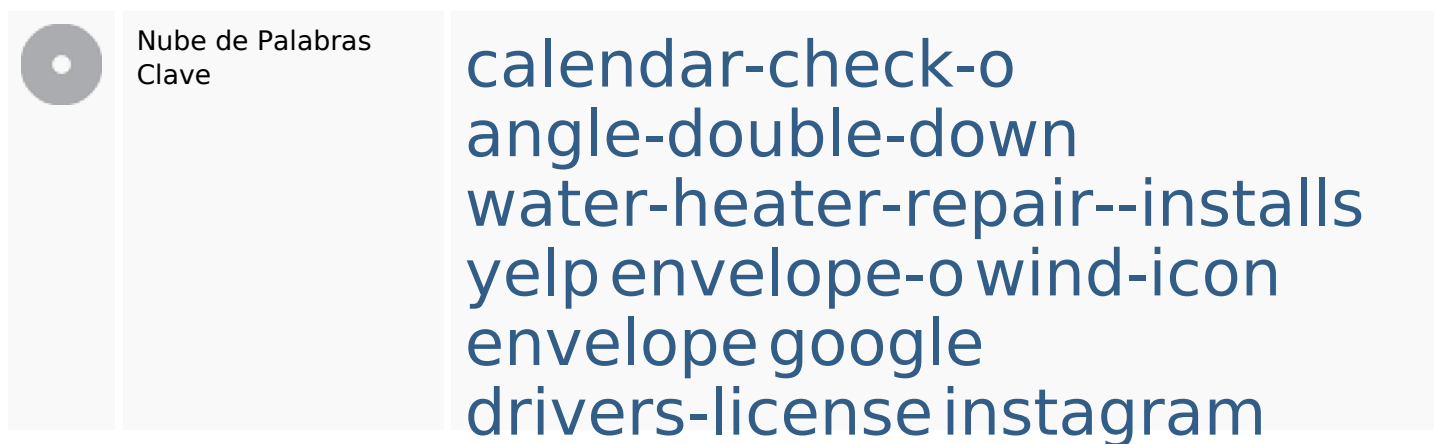 Nube de Palabras
Clave
calendar-check-o
angle-double-down
water-heater-repair--installs
yelp envelope-o wind-icon
envelope google
drivers-license instagram